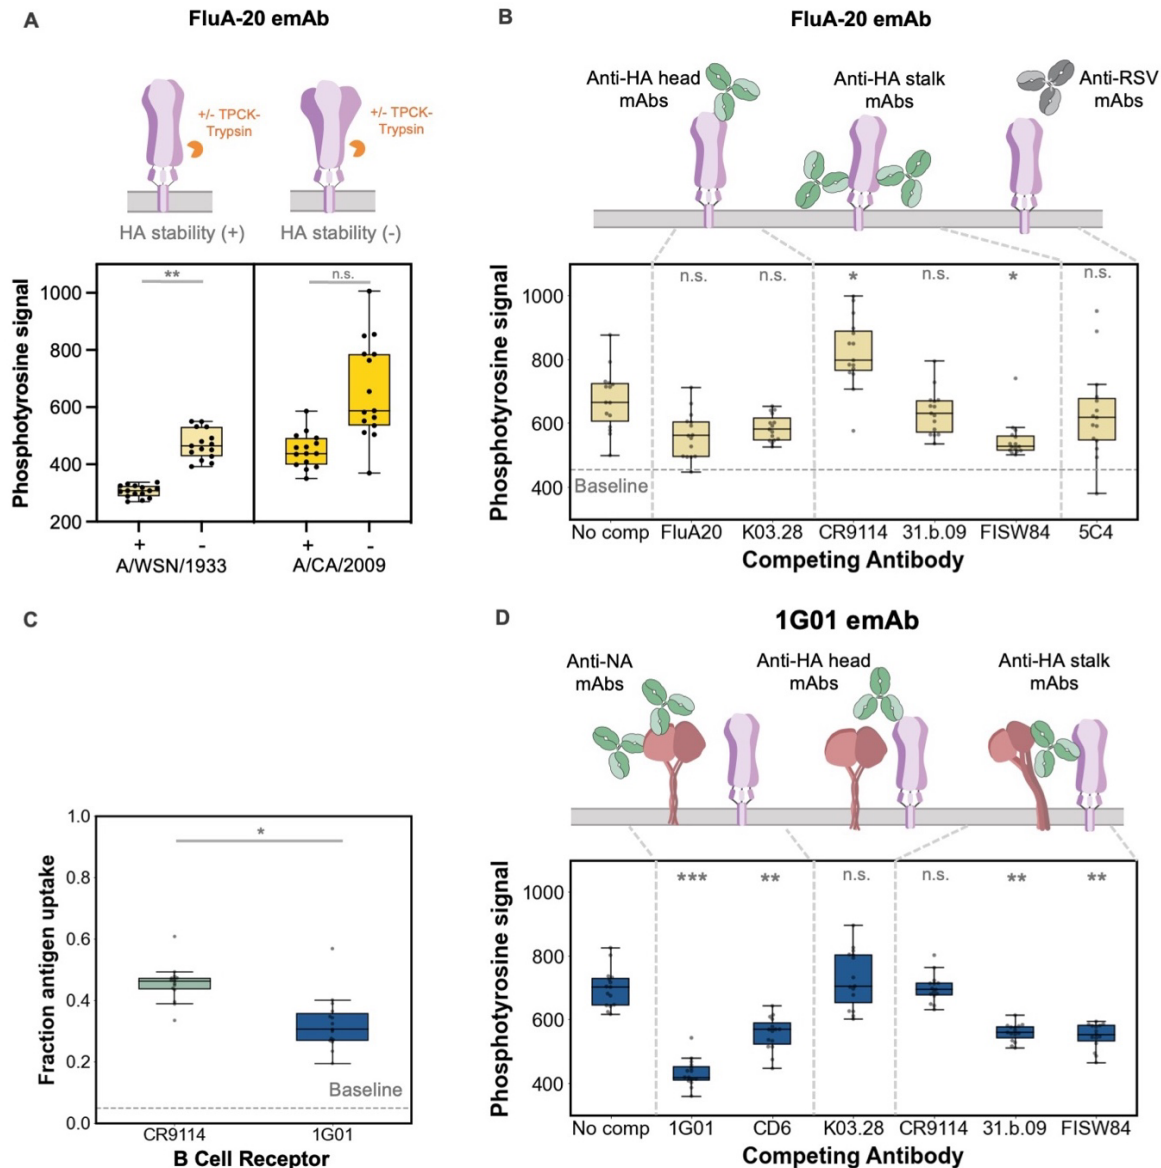 A
FluA-20 emAb
+/- TPCK-
Trypsin
+/- TPCK-
Trypsin
HA stability (+)
HA stability (-)
Phosphotyrosine signal
1000
800
600
400
200
**
n.s.
+
-
+
-
A/WSN/1933
A/CA/2009
B
FluA-20 emAb
Anti-HA head
mAbs
Anti-HA stalk
mAbs
Anti-RSV
mAbs
Phosphotyrosine signal
1000
800
600
400
n.s.
n.s.
*
n.s.
*
n.s.
Baseline
No comp
FluA20
K03.28
CR9114
31.b.09
FISW84
5C4
Competing Antibody
C
Fraction antigen uptake
1.0
0.8
0.6
0.4
0.2
0.0
*
Baseline
CR9114
1G01
B Cell Receptor
D
1G01 emAb
Anti-NA
mAbs
Anti-HA head
mAbs
Anti-HA stalk
mAbs
Phosphotyrosine signal
1000
800
600
400
***
**
n.s.
n.s.
**
**
No comp
1G01
CD6
K03.28
CR9114
31.b.09
FISW84
Competing Antibody